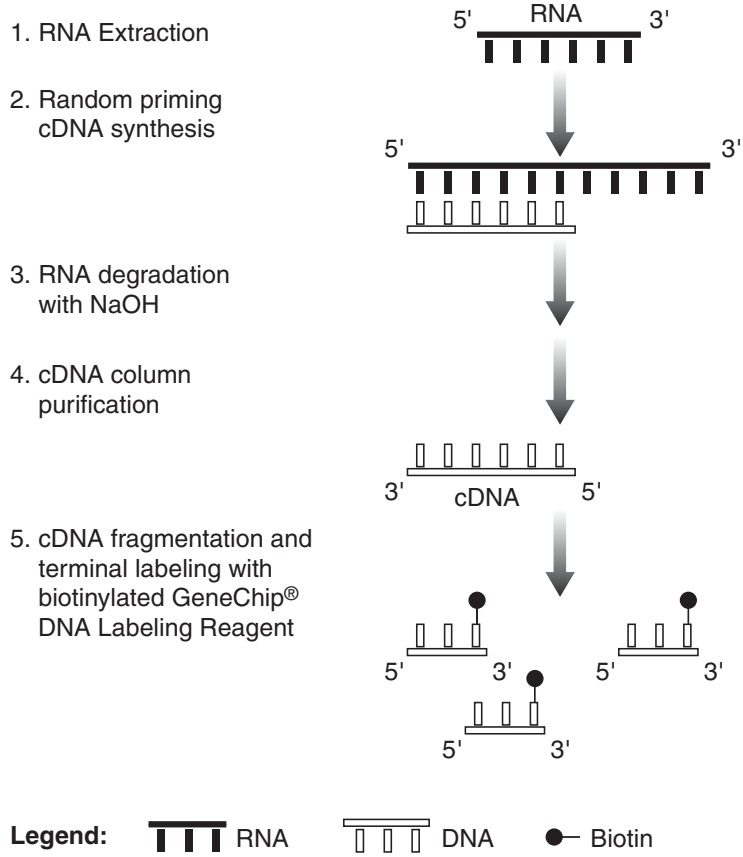 1. RNA Extraction
5' RNA 3'
2. Random priming
cDNA synthesis
5' 3'
3. RNA degradation
with NaOH
4. cDNA column
purification
3' cDNA 5'
5. cDNA fragmentation and
terminal labeling with
biotinylated GeneChip®
DNA Labeling Reagent
5' 3' 5' 3'
5' 3'
Legend: RNA DNA Biotin